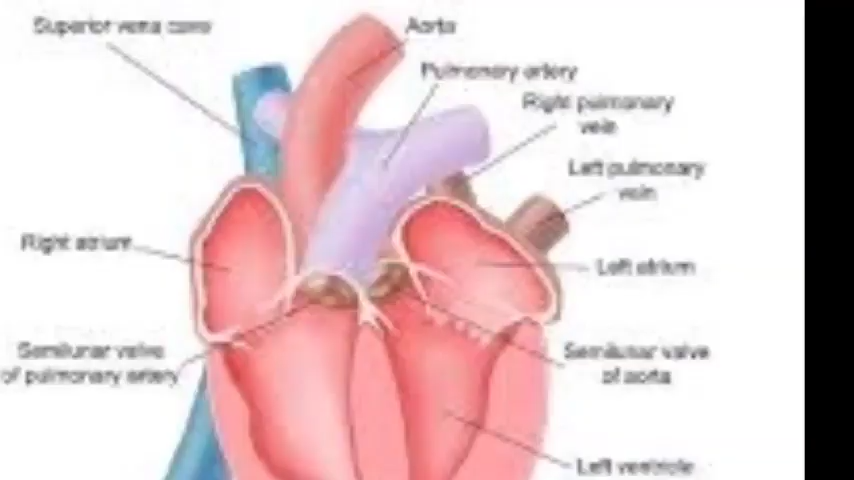 Superior vena cava
Aorta
Pulmonary artery
Right pulmonary
vein
Left pulmonary
vein
Right atrium
Left atrium
Semilunar valve
of pulmonary artery
Semilunar valve
of aorta
Left ventricle